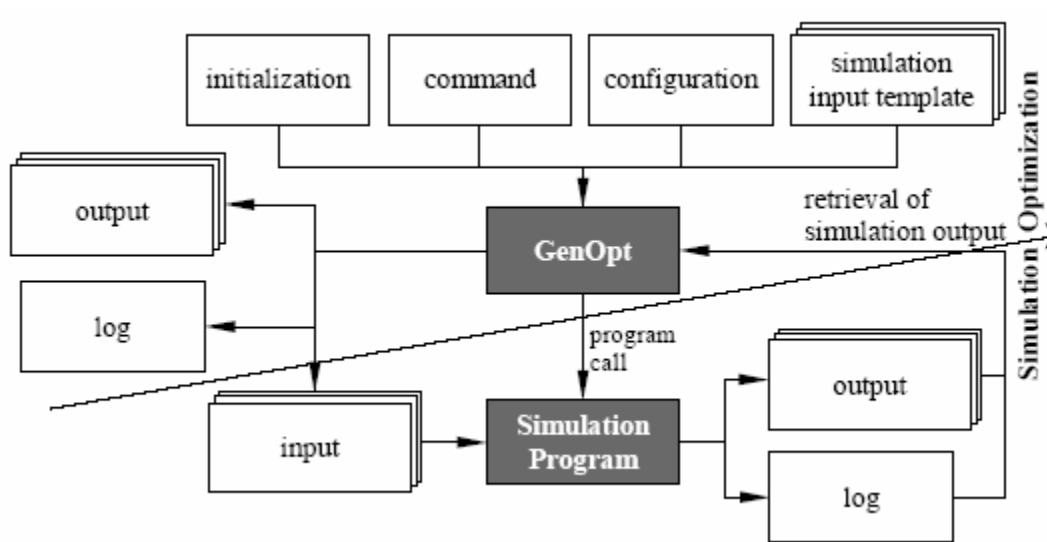 initialization
command
configuration
simulation
input template
output
GenOpt
retrieval of
simulation output
log
program
call
input
Simulation
Program
output
log
Simulation Optimization